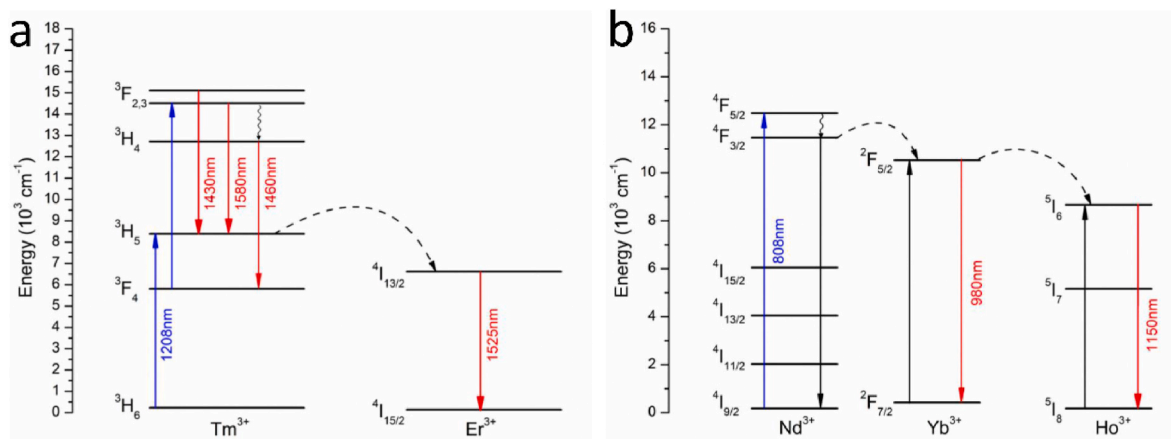 a
Energy (10³ cm⁻¹)
18
17
16
15
14
13
12
11
10
9
8
7
6
5
4
3
2
1
0
³F₂,₃
³H₄
³H₅
³F₄
³H₆
1430nm
1580nm
1460nm
1208nm
Tm³⁺
⁴I₁₃/₂
⁴I₁₅/₂
1525nm
Er³⁺
b
Energy (10³ cm⁻¹)
16
14
12
10
8
6
4
2
0
⁴F₅/₂
⁴F₃/₂
⁴I₁₅/₂
⁴I₁₃/₂
⁴I₁₁/₂
⁴I₉/₂
808nm
Nd³⁺
²F₅/₂
²F₇/₂
980nm
Yb³⁺
⁵I₆
⁵I₇
⁵I₈
1150nm
Ho³⁺